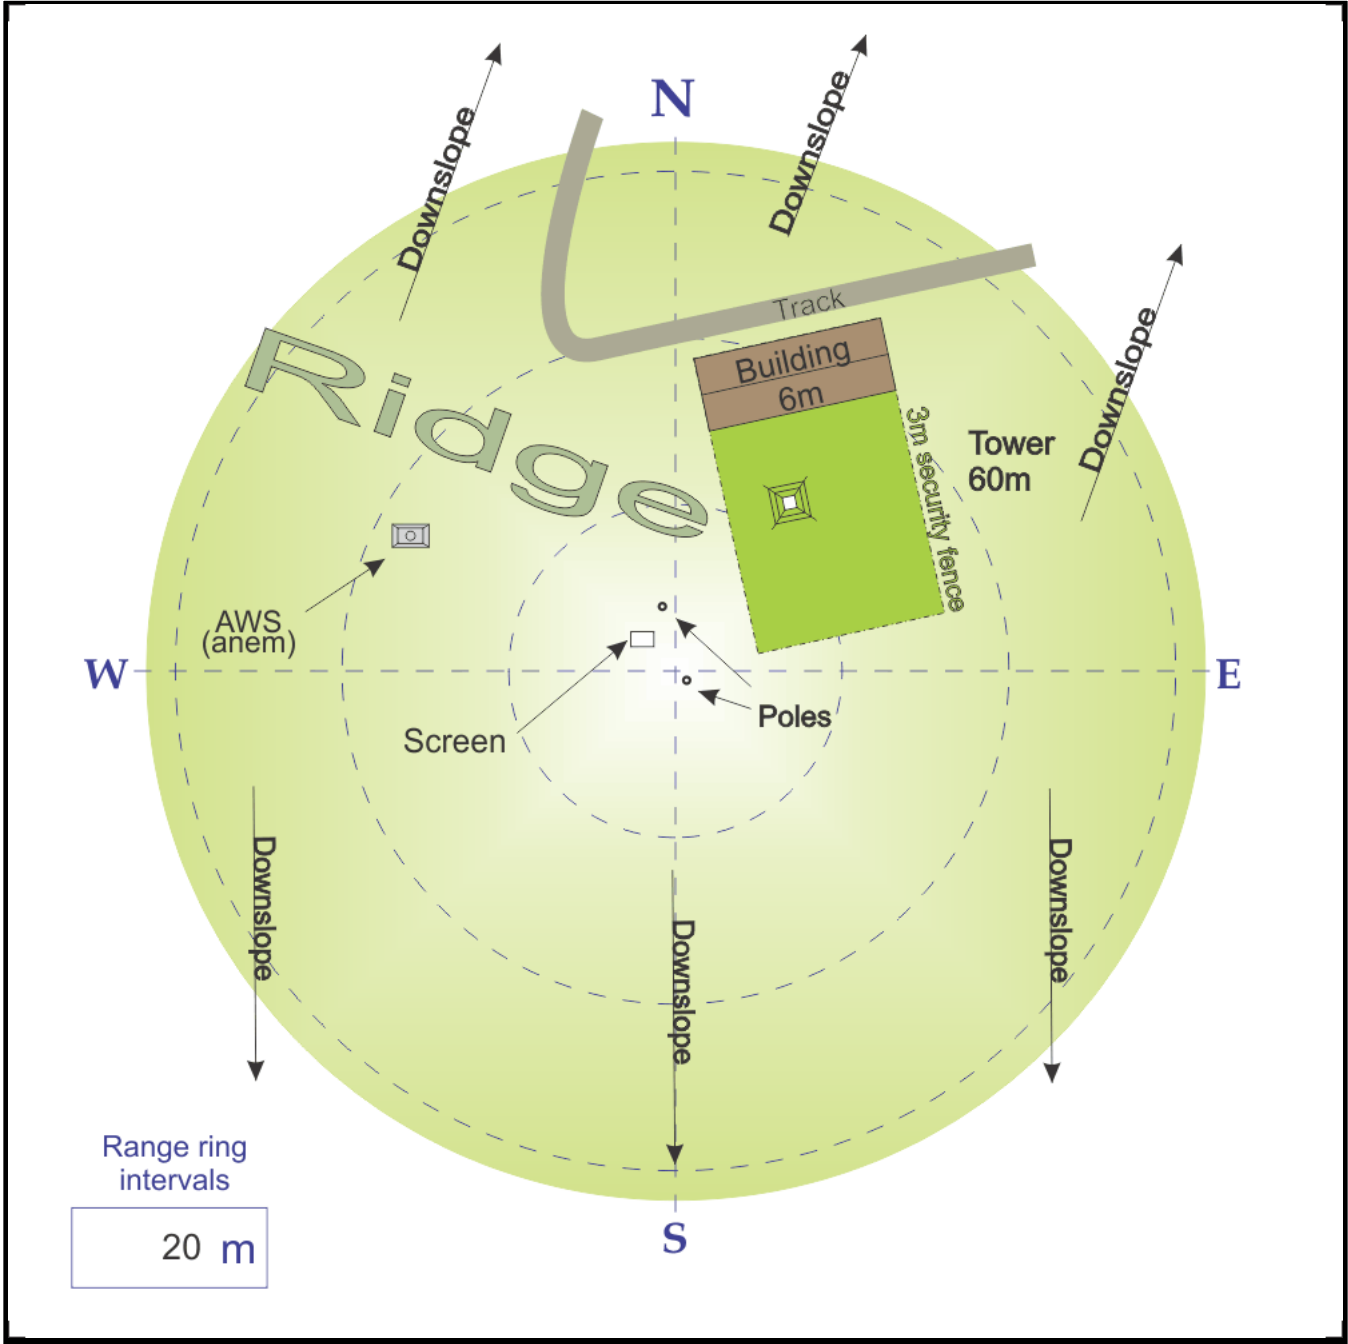 N
Downslope
Downslope
Track
Ridge
Building
6m
Downslope
3m security fence
Tower
60m
AWS
(anem)
W
E
Screen
Poles
Downslope
Downslope
Downslope
Range ring
intervals
20 m
S